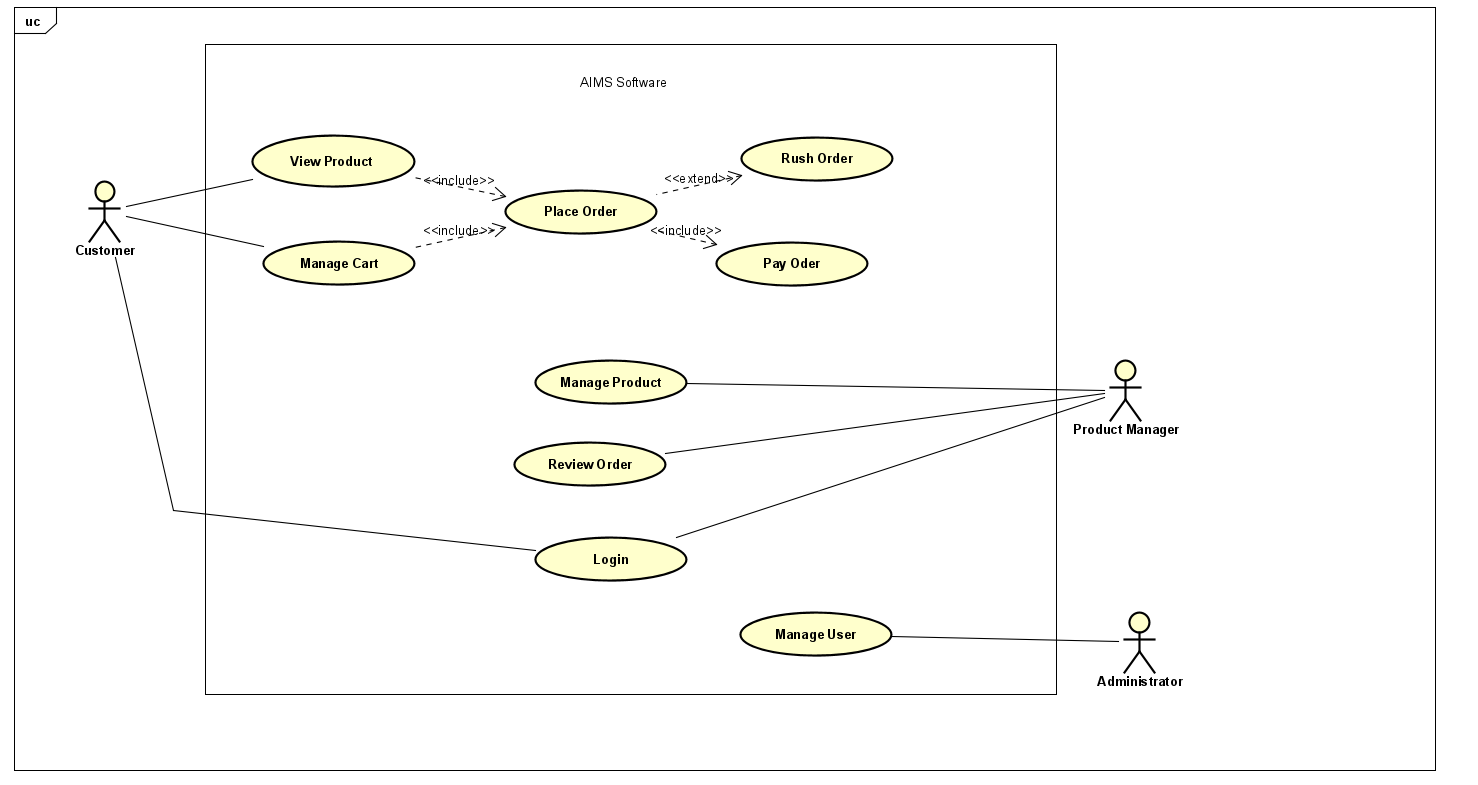 uc
AIMS Software
View Product
Rush Order
<<include>>
<<extend>>
Place Order
Customer
<<include>>
<<include>>
Manage Cart
Pay Oder
Manage Product
Product Manager
Review Order
Login
Manage User
Administrator